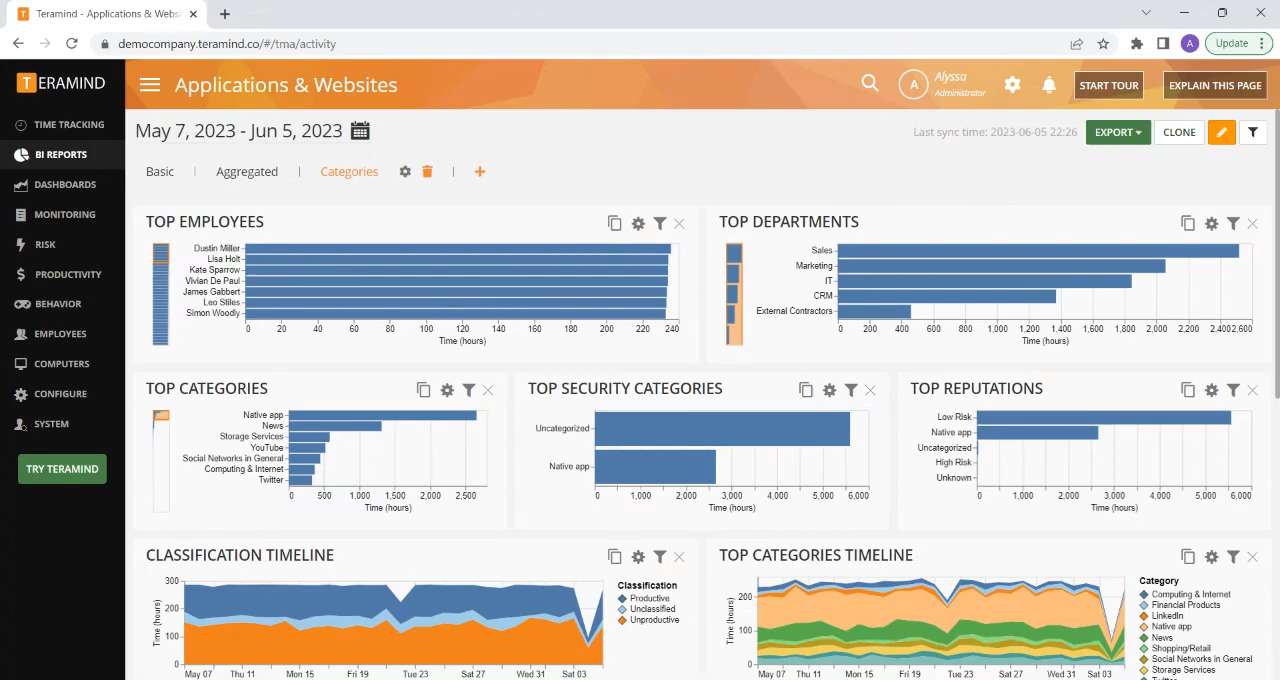 Teramind - Applications & Websit
democompany.teramind.co/#/tma/activity
A
Update
TERAMIND
Applications & Websites
A
Alyssa
Administrator
START TOUR
EXPLAIN THIS PAGE
TIME TRACKING
BI REPORTS
DASHBOARDS
MONITORING
RISK
PRODUCTIVITY
BEHAVIOR
EMPLOYEES
COMPUTERS
CONFIGURE
SYSTEM
TRY TERAMIND
May 7, 2023 - Jun 5, 2023
Last sync time: 2023-06-05 22:26
EXPORT
CLONE
Basic | Aggregated | Categories | +
TOP EMPLOYEES
Dustin Miller
Lisa Holt
Kate Sparrow
Vivian De Paul
James Gabbert
Leo Stiles
Simon Woodly
0 20 40 60 80 100 120 140 160 180 200 220 240
Time (hours)
TOP DEPARTMENTS
Sales
Marketing
IT
CRM
External Contractors
0 200 400 600 800 1,000 1,200 1,400 1,600 1,800 2,000 2,200 2,400 2,600
Time (hours)
TOP CATEGORIES
Native app
News
Storage Services
YouTube
Social Networks in General
Computing & Internet
Twitter
0 500 1,000 1,500 2,000 2,500
Time (hours)
TOP SECURITY CATEGORIES
Uncategorized
Native app
0 1,000 2,000 3,000 4,000 5,000 6,000
Time (hours)
TOP REPUTATIONS
Low Risk
Native app
Uncategorized
High Risk
Unknown
0 1,000 2,000 3,000 4,000 5,000 6,000
Time (hours)
CLASSIFICATION TIMELINE
300
200
100
0
Time (hours)
May 07 Thu 11 Mon 15 Fri 19 Tue 23 Sat 27 Wed 31 Sat 03
Classification
Productive
Unclassified
Unproductive
TOP CATEGORIES TIMELINE
200
100
0
Time (hours)
May 07 Thu 11 Mon 15 Fri 19 Tue 23 Sat 27 Wed 31 Sat 03
Category
Computing & Internet
Financial Products
LinkedIn
Native app
News
Shopping/Retail
Social Networks in General
Storage Services